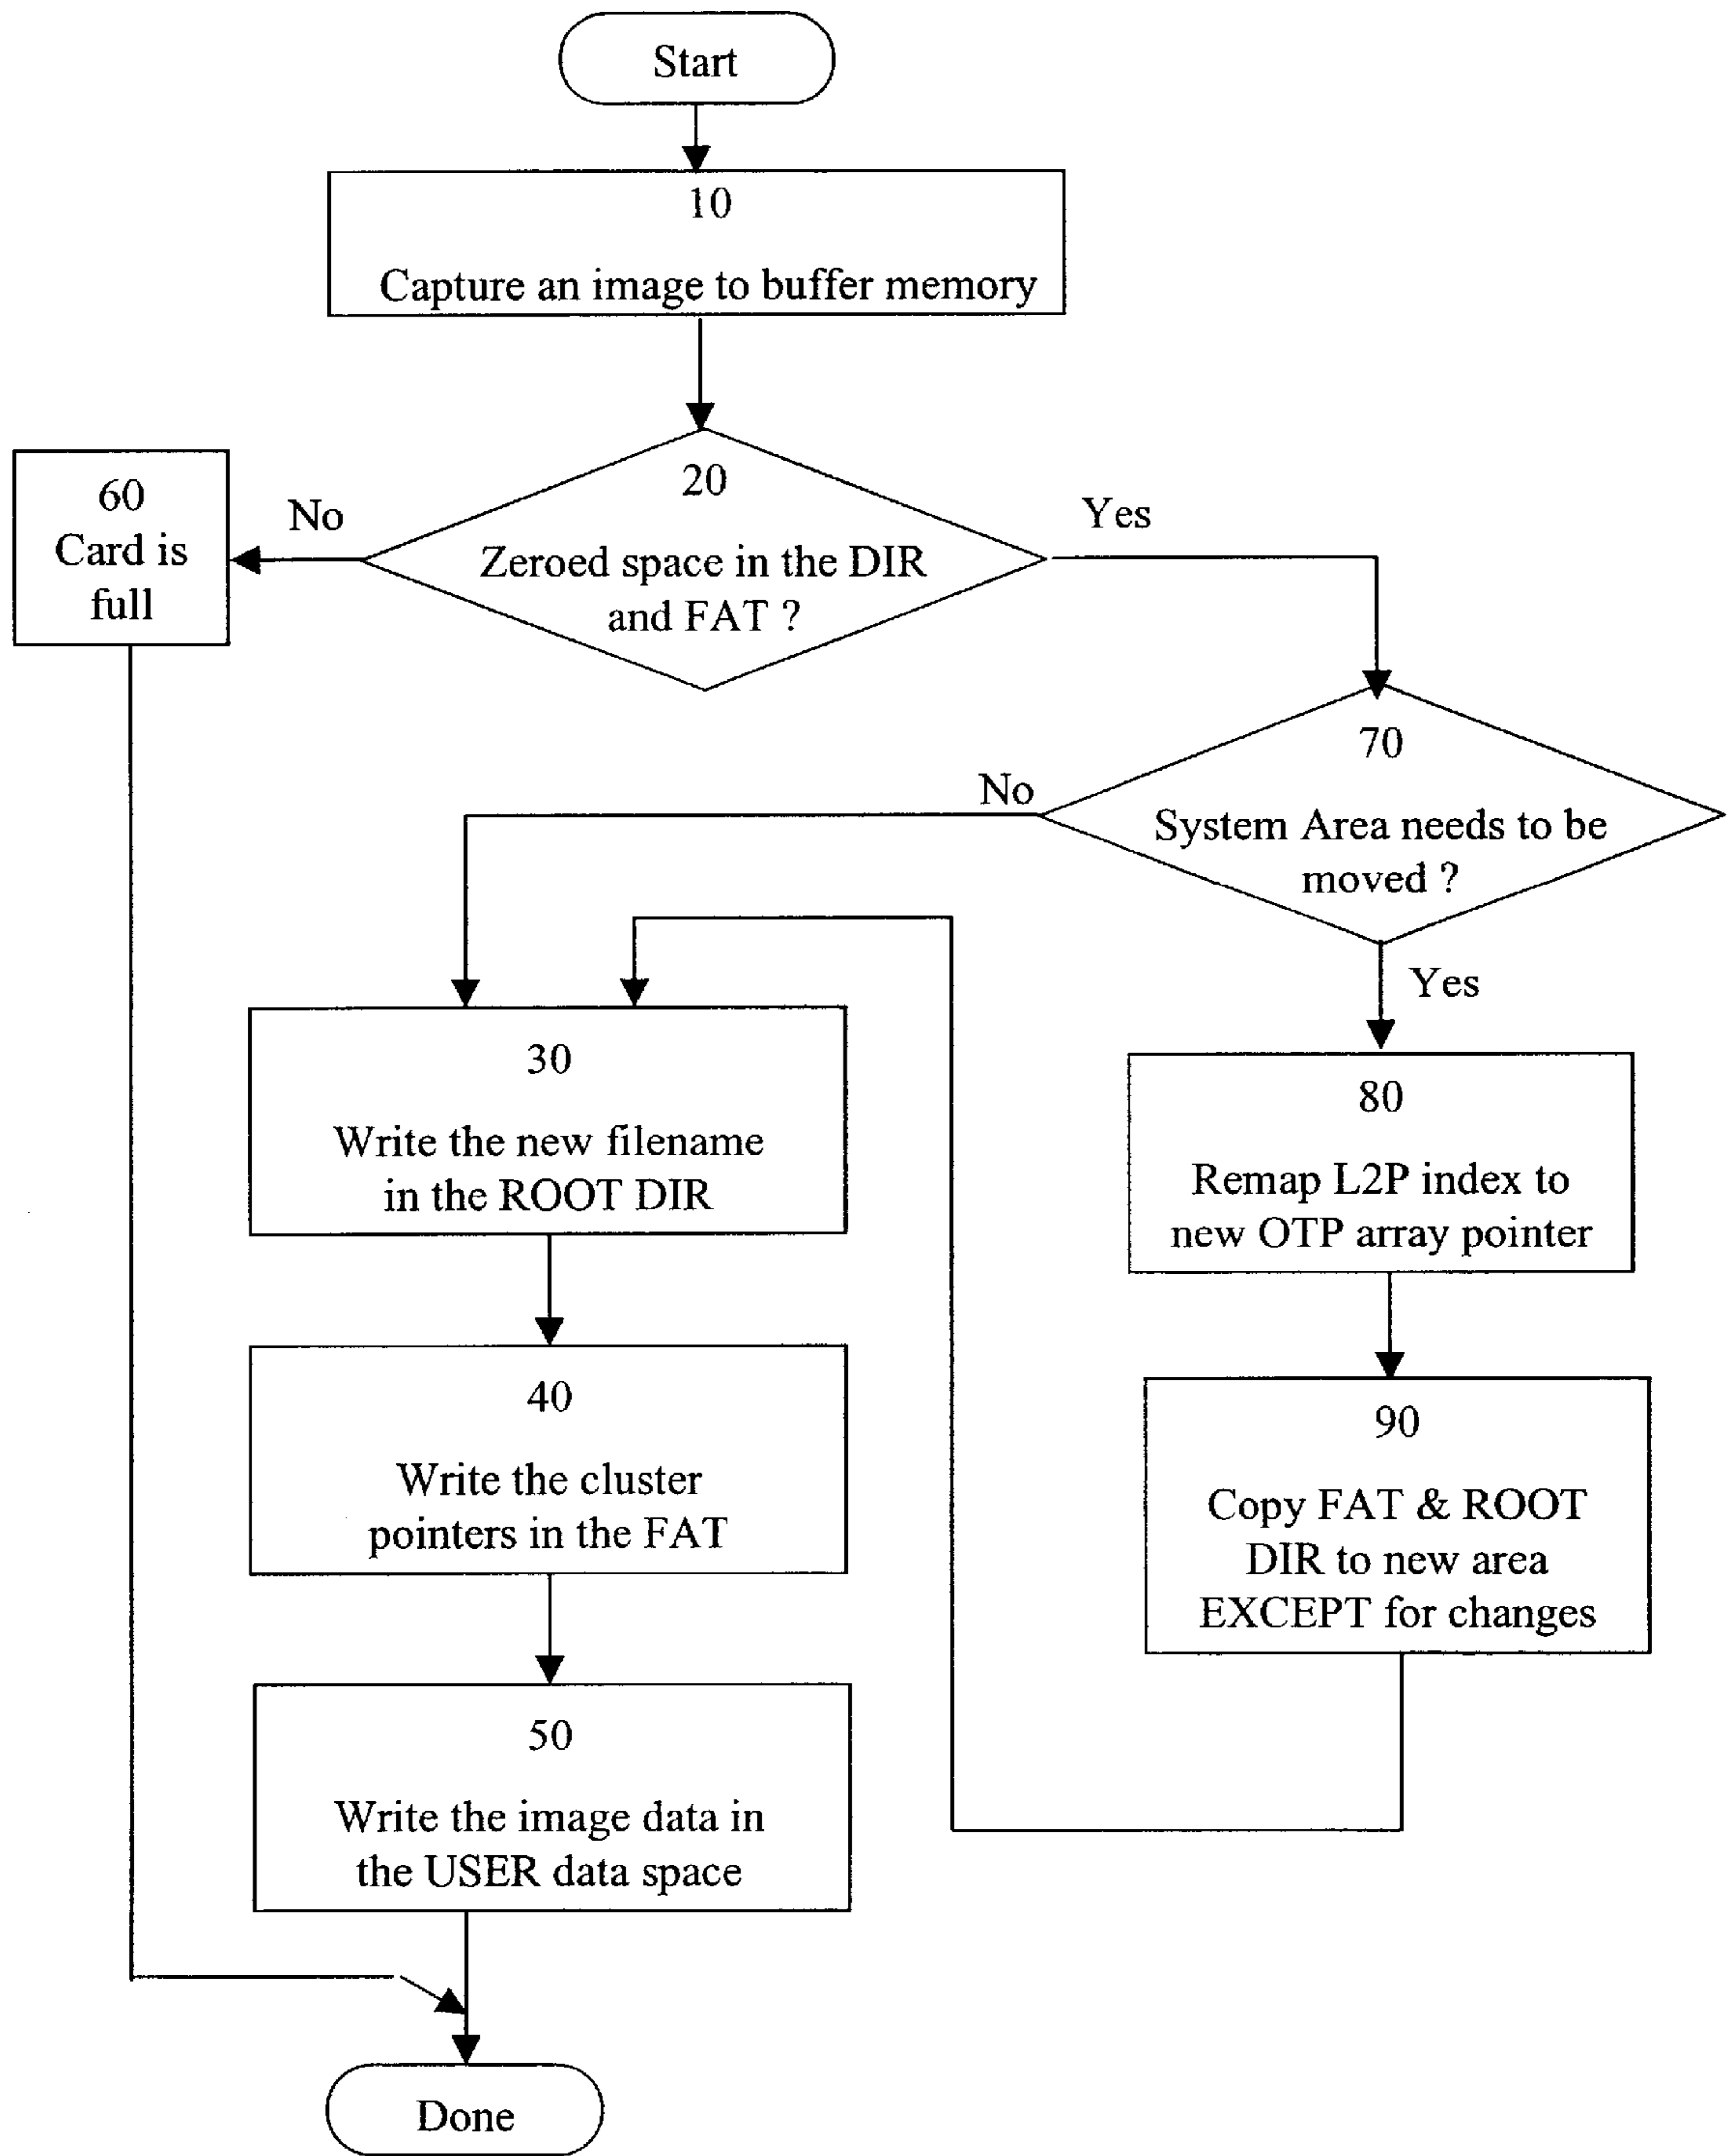 Start
10
Capture an image to buffer memory
20
Zeroed space in the DIR
and FAT ?
No
Yes
60
Card is
full
70
System Area needs to be
moved ?
No
Yes
30
Write the new filename
in the ROOT DIR
80
Remap L2P index to
new OTP array pointer
40
Write the cluster
pointers in the FAT
90
Copy FAT & ROOT
DIR to new area
EXCEPT for changes
50
Write the image data in
the USER data space
Done